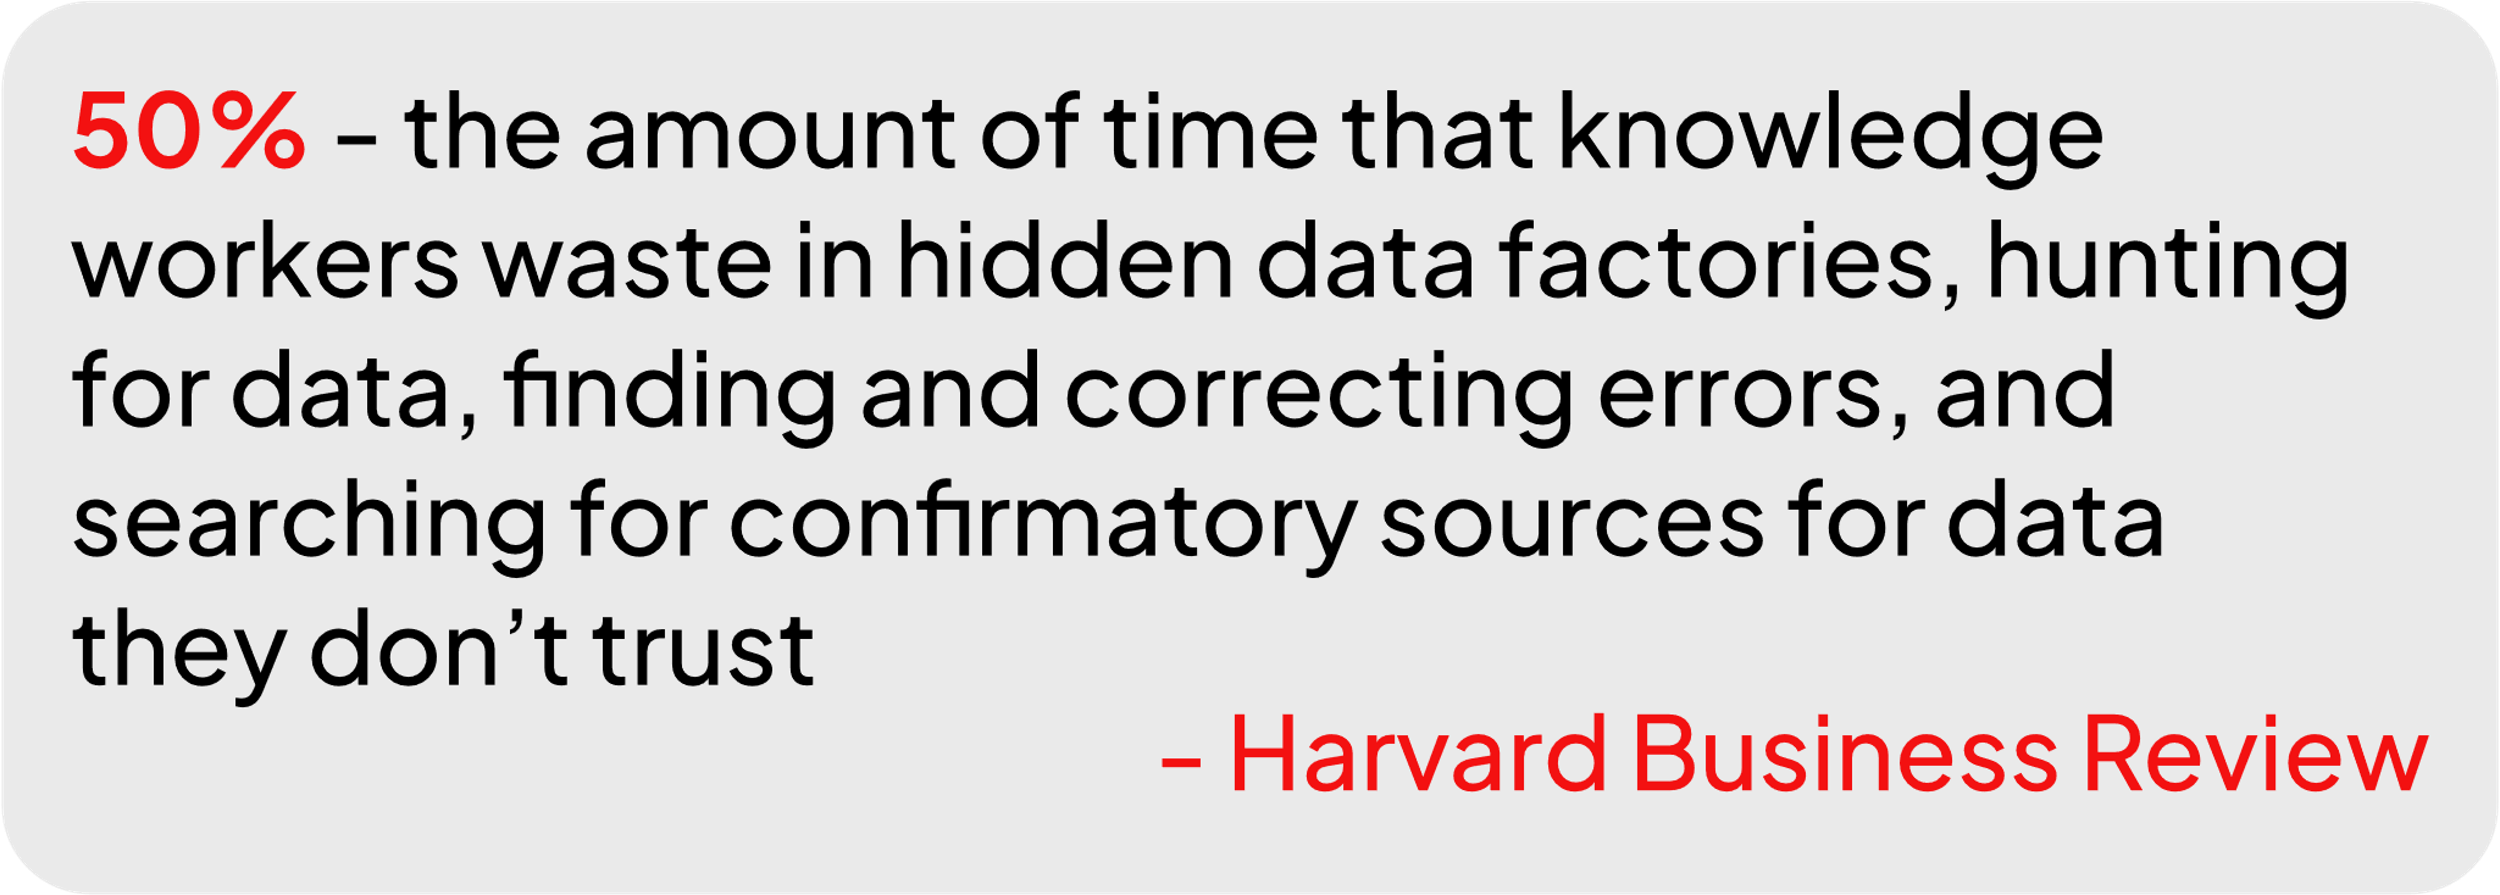 50% – the amount of time that knowledge
workers waste in hidden data factories, hunting
for data, finding and correcting errors, and
searching for confirmatory sources for data
they don’t trust
– Harvard Business Review